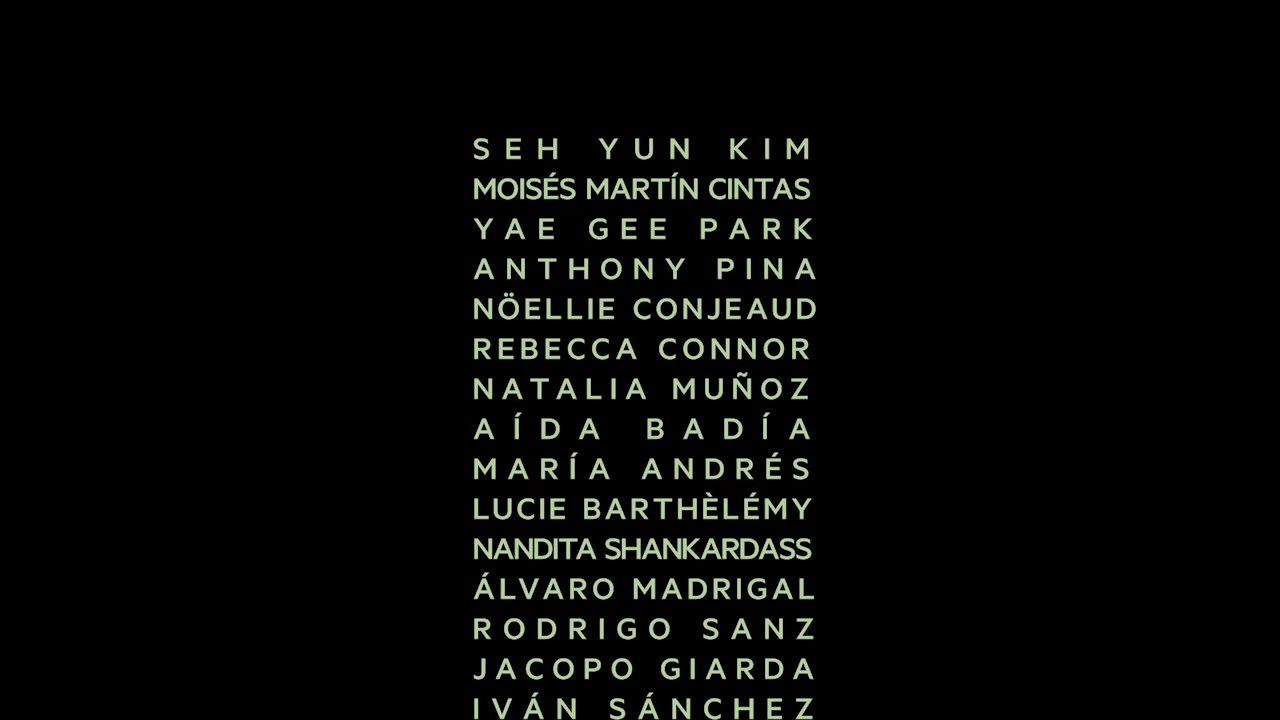 SEH YUN KIM
MOISÉS MARTÍN CINTAS
YAE GEE PARK
ANTHONY PINA
NÖELLIE CONJEAUD
REBECCA CONNOR
NATALIA MUÑOZ
AÍDA BADÍA
MARÍA ANDRÉS
LUCIE BARTHÈLÉMY
NANDITA SHANKARDASS
ÁLVARO MADRIGAL
RODRIGO SANZ
JACOPO GIARDA
IVÁN SÁNCHEZ